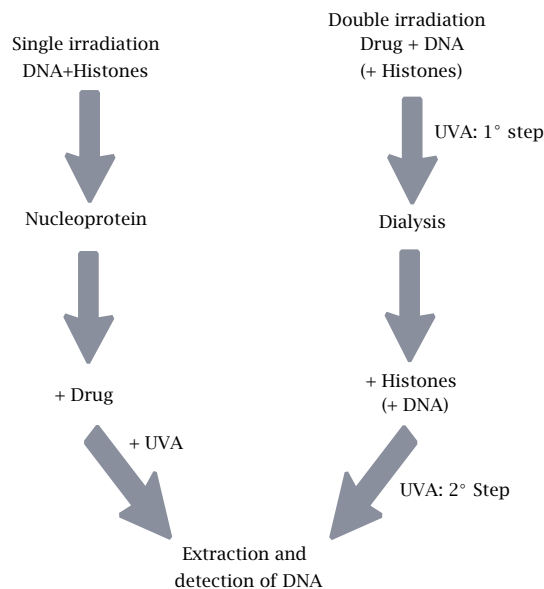 Single irradiation
DNA+Histones
Nucleoprotein
+ Drug
+ UVA
Double irradiation
Drug + DNA
(+ Histones)
UVA: 1° step
Dialysis
+ Histones
(+ DNA)
UVA: 2° Step
Extraction and
detection of DNA